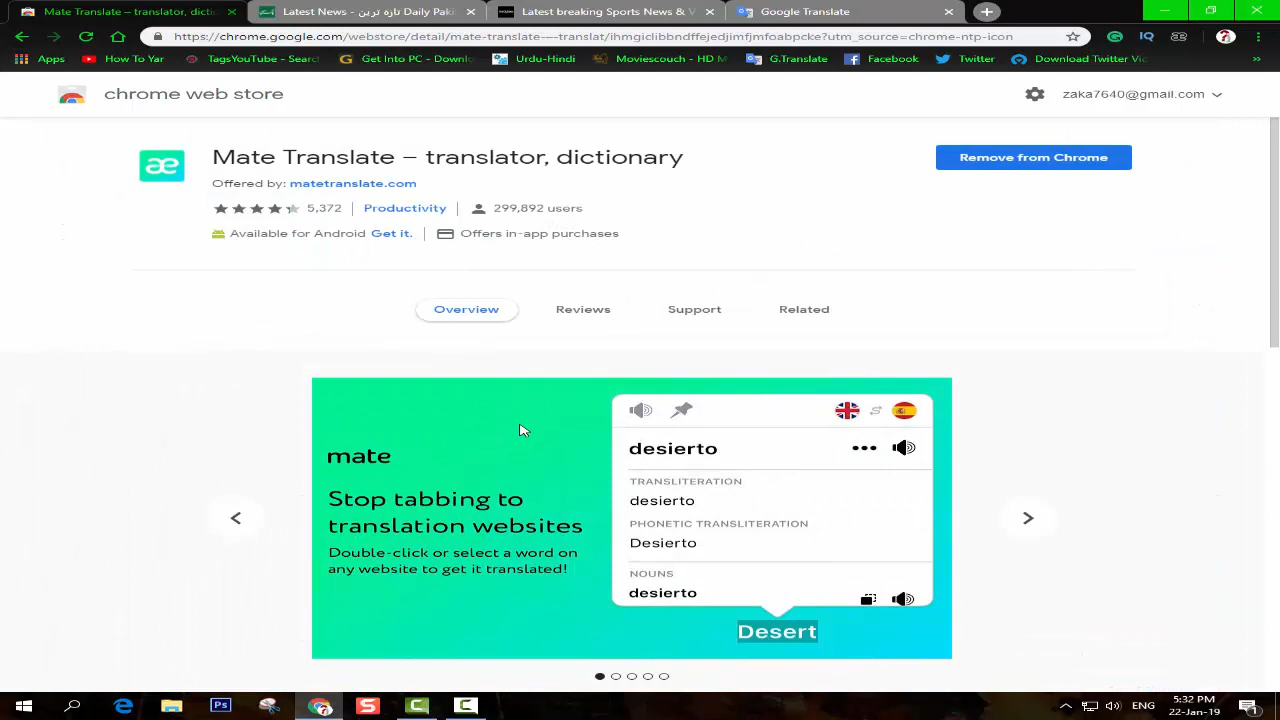 Mate Translate – translator, dictio
Latest News - تازہ ترین Daily Paki
Latest breaking Sports News & V
Google Translate
https://chrome.google.com/webstore/detail/mate-translate-–-translat/ihmgiclibbndffejedjimfjmfoabpcke?utm_source=chrome-ntp-icon
Apps
How To Yar
TagsYouTube - Search
Get Into PC - Downlo
Urdu-Hindi
Moviescouch - HD M
G.Translate
Facebook
Twitter
Download Twitter Vic
»
chrome web store
zaka7640@gmail.com
æ
Mate Translate – translator, dictionary
Remove from Chrome
Offered by: matetranslate.com
5,372 | Productivity | 299,892 users
Available for Android Get it. | Offers in-app purchases
Overview
Reviews
Support
Related
mate
Stop tabbing to
translation websites
Double-click or select a word on
any website to get it translated!
desierto
TRANSLITERATION
desierto
PHONETIC TRANSLITERATION
Desierto
NOUNS
desierto
Desert
Ps
S
C
C
ENG
5:32 PM
22-Jan-19
1